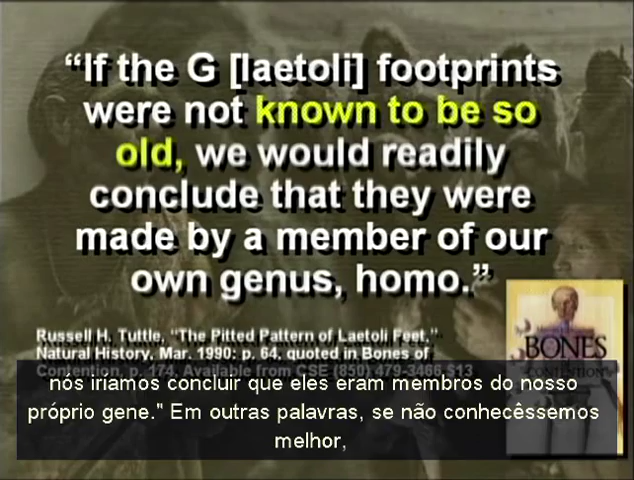 “If the G [laetoli] footprints
were not known to be so
old, we would readily
conclude that they were
made by a member of our
own genus, homo.”
Russell H. Tuttle, “The Pitted Pattern of Laetoli Feet,”
Natural History, Mar. 1990: p. 64, quoted in Bones of
Contention, p. 174, Available from CSE (850) 479-3466 513
BONES
CONTENTION
nós iríamos concluir que eles eram membros do nosso
próprio gene." Em outras palavras, se não conhecêssemos
melhor,